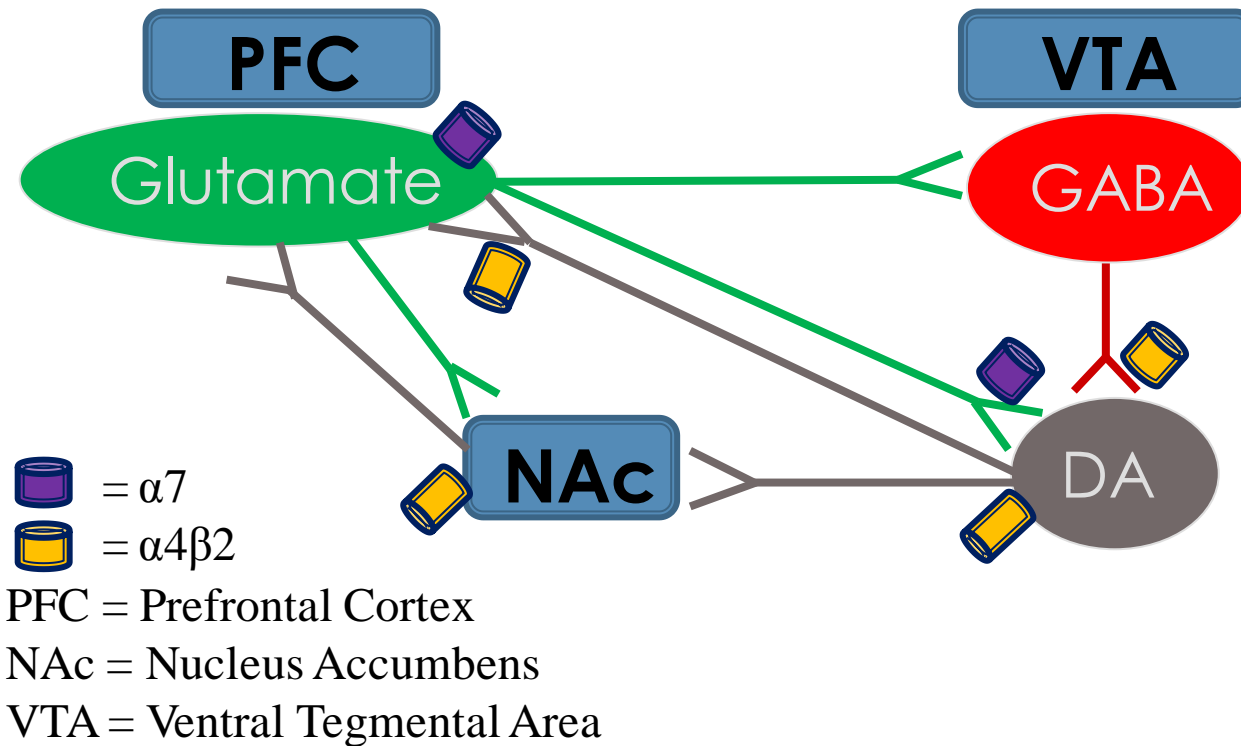 PFC
VTA
Glutamate
GABA
NAc
DA
= α7
= α4β2
PFC = Prefrontal Cortex
NAc = Nucleus Accumbens
VTA = Ventral Tegmental Area